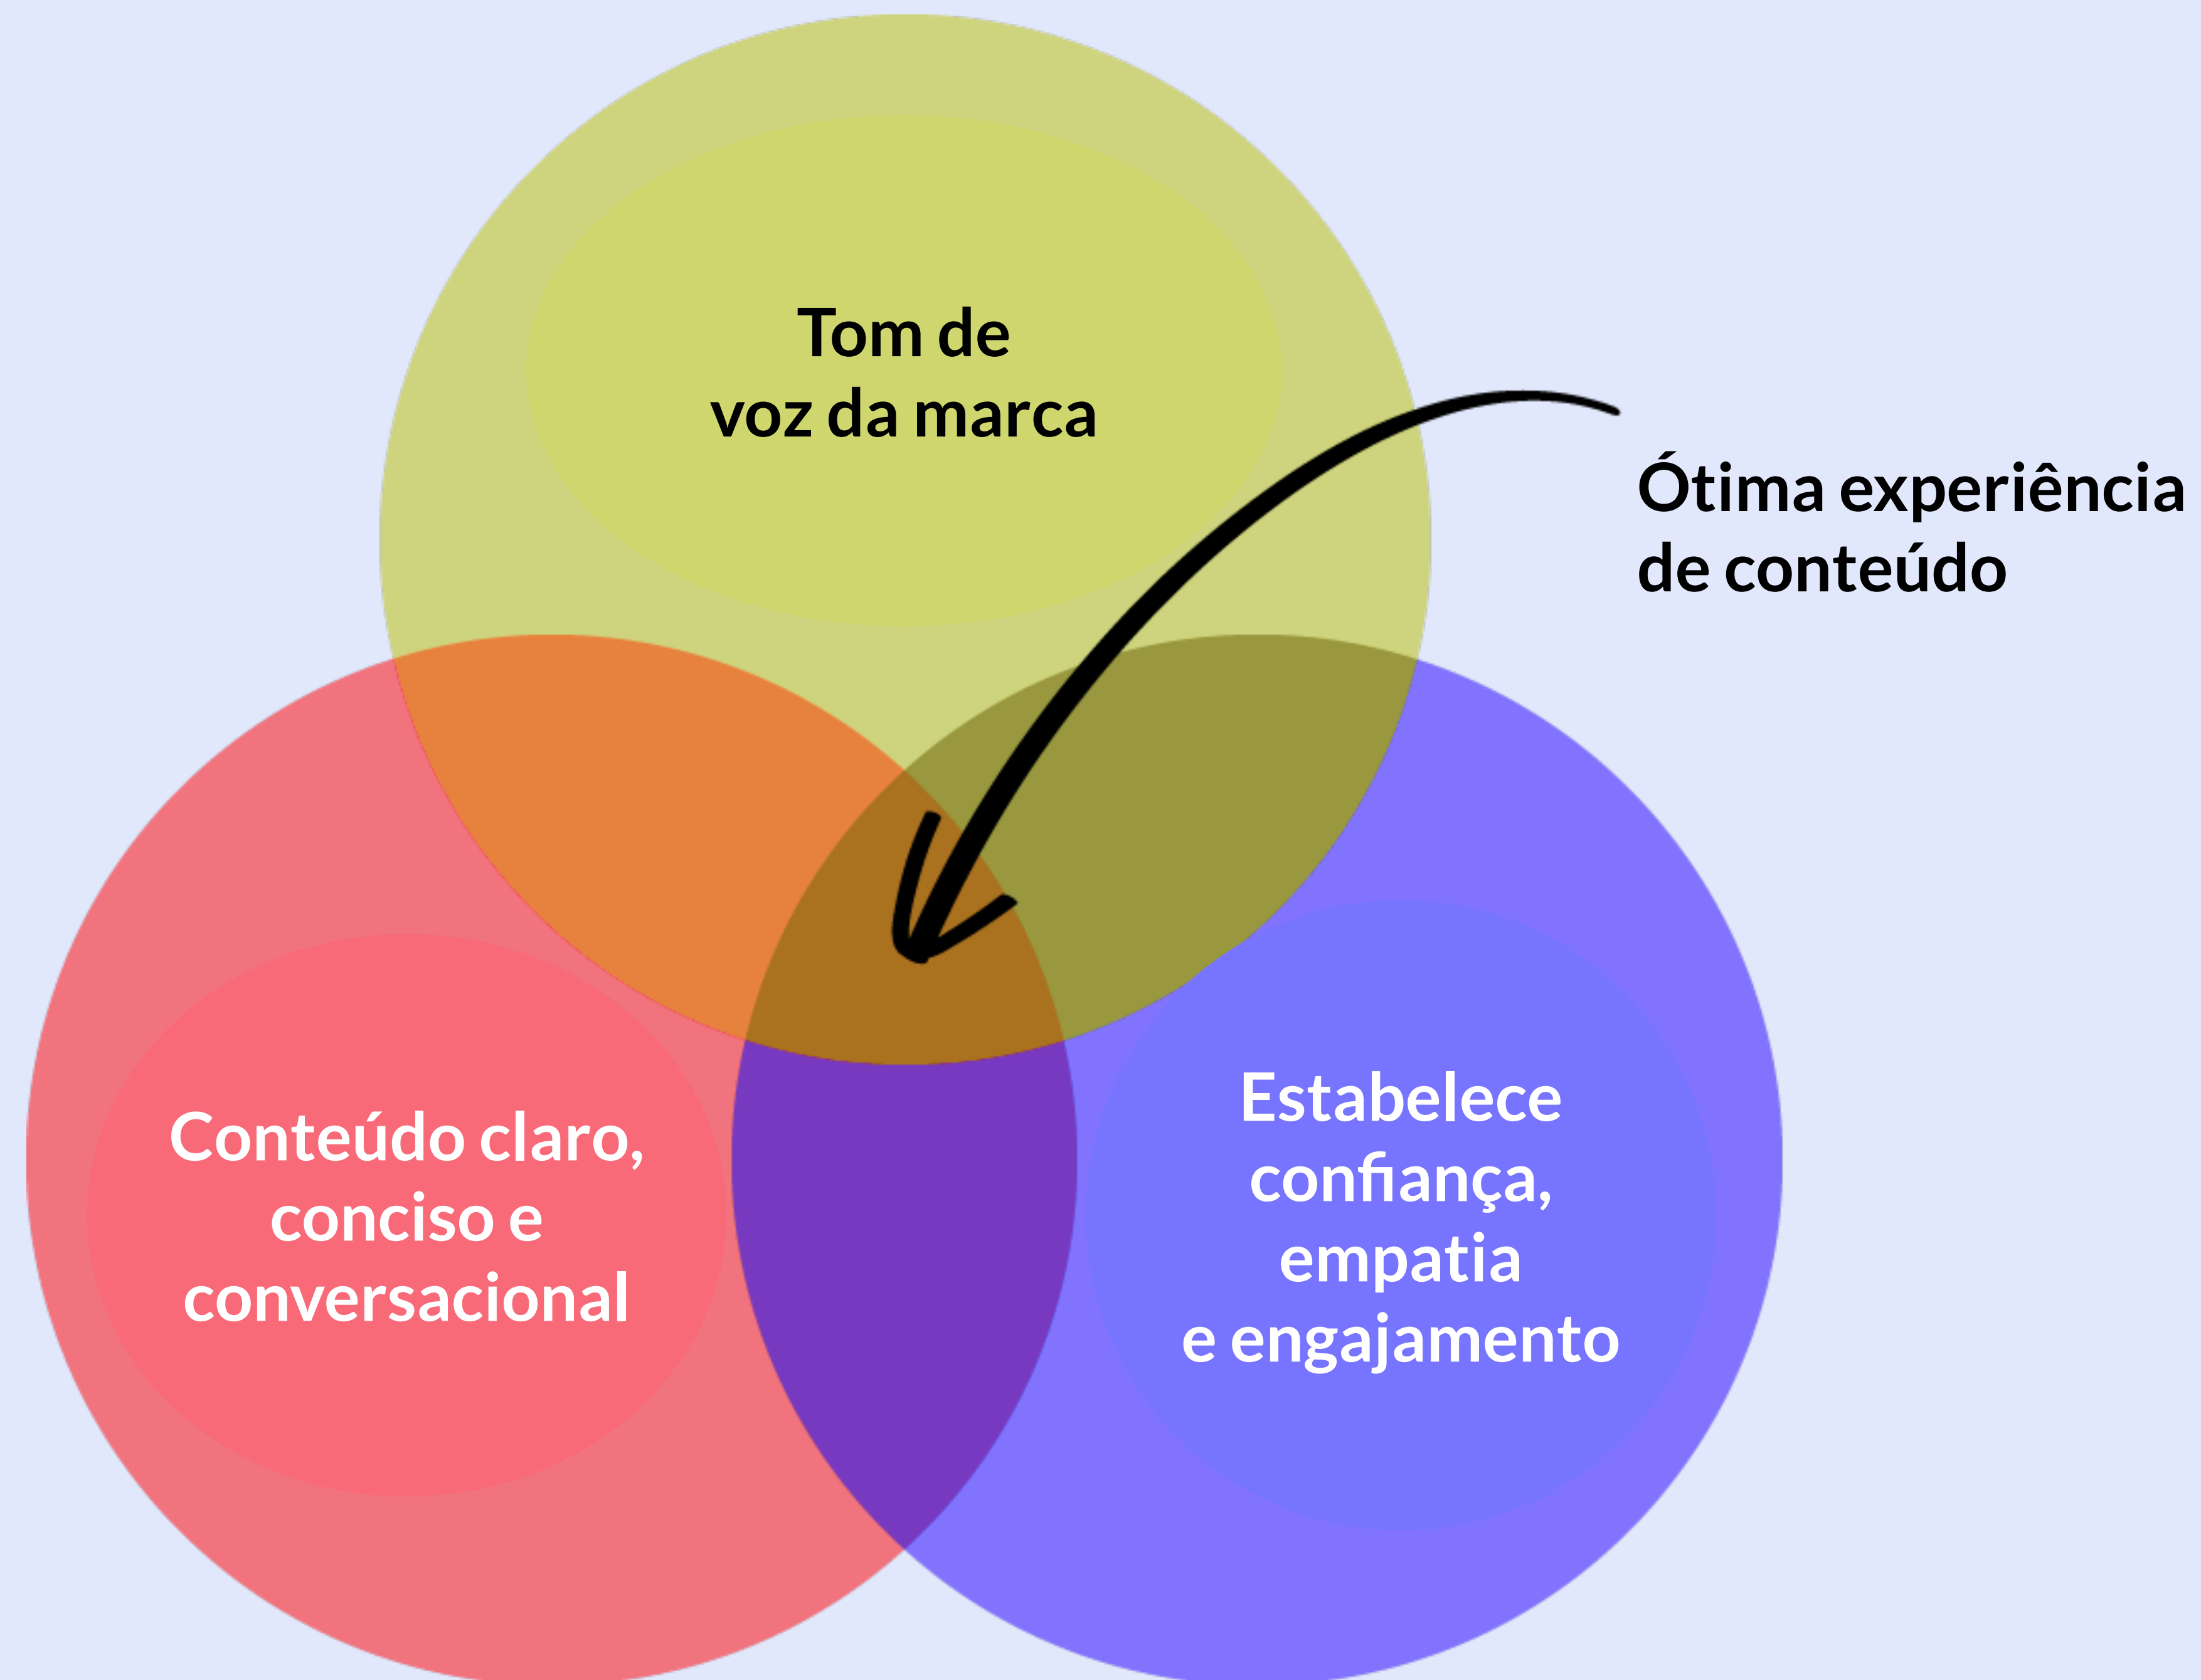 Tom de
voz da marca
Ótima experiência
de conteúdo
Conteúdo claro,
conciso e
conversacional
Estabelece
confiança,
empatia
e engajamento